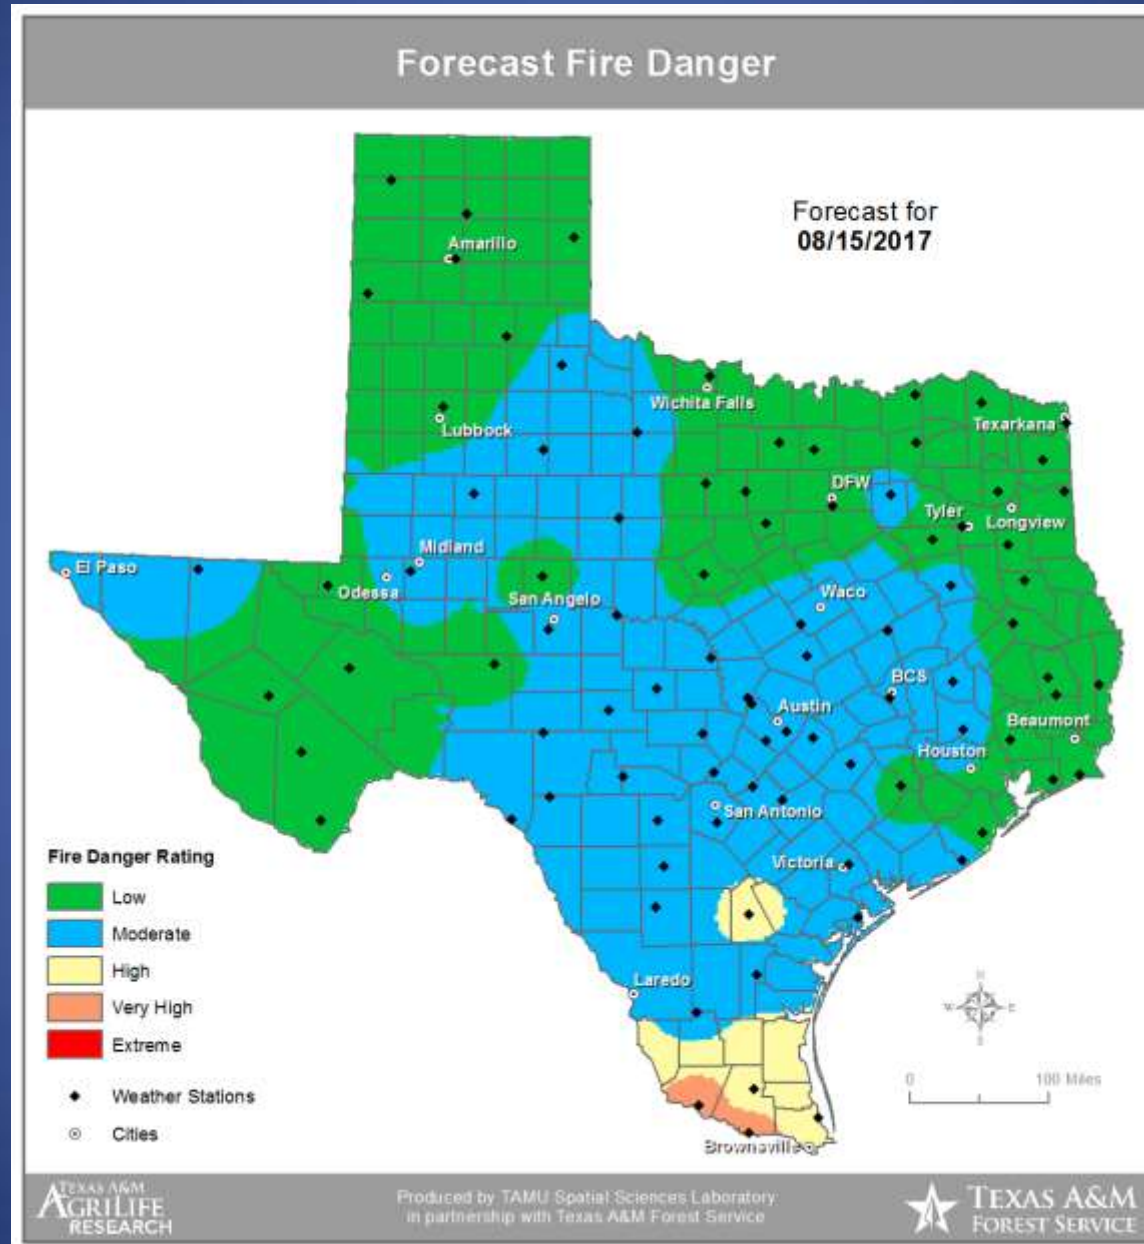 Forecast Fire Danger
Forecast for
08/15/2017
Amarillo
Wichita Falls
Lubbock
Texarkana
DFW
Tyler
Longview
Midland
El Paso
Odessa
San Angelo
Waco
BCS
Austin
Beaumont
Houston
San Antonio
Victoria
Laredo
Brownsville
Fire Danger Rating
Low
Moderate
High
Very High
Extreme
Weather Stations
Cities
N
W E
S
0 100 Miles
TEXAS A&M
AGRILIFE
RESEARCH
Produced by TAMU Spatial Sciences Laboratory
in partnership with Texas A&M Forest Service
TEXAS A&M
FOREST SERVICE